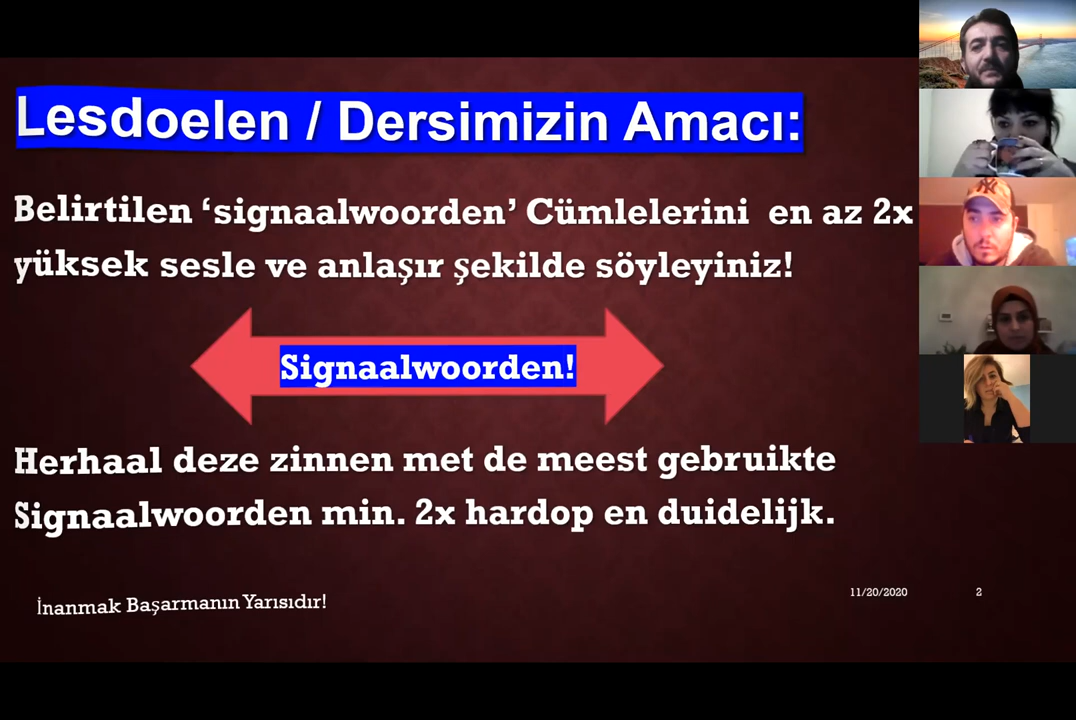 Lesdoelen / Dersimizin Amacı:
Belirtilen ‘signaalwoorden’ Cümlelerini en az 2x
yüksek sesle ve anlaşır şekilde söyleyiniz!
Signaalwoorden!
Herhaal deze zinnen met de meest gebruikte
Signaalwoorden min. 2x hardop en duidelijk.
İnanmak Başarmanın Yarısıdır!
11/20/2020
2